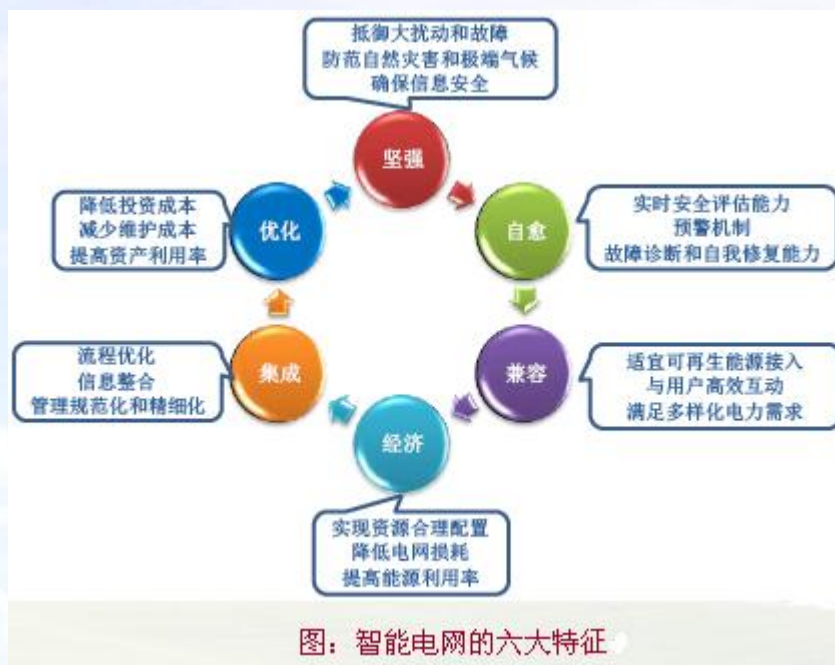 抵御大扰动和故障
防范自然灾害和极端气候
确保信息安全
坚强
实时安全评估能力
预警机制
故障诊断和自我修复能力
自愈
适宜可再生能源接入
与用户高效互动
满足多样化电力需求
兼容
经济
实现资源合理配置
降低电网损耗
提高能源利用率
集成
流程优化
信息整合
管理规范化和精细化
优化
降低投资成本
减少维护成本
提高资产利用率
图：智能电网的六大特征